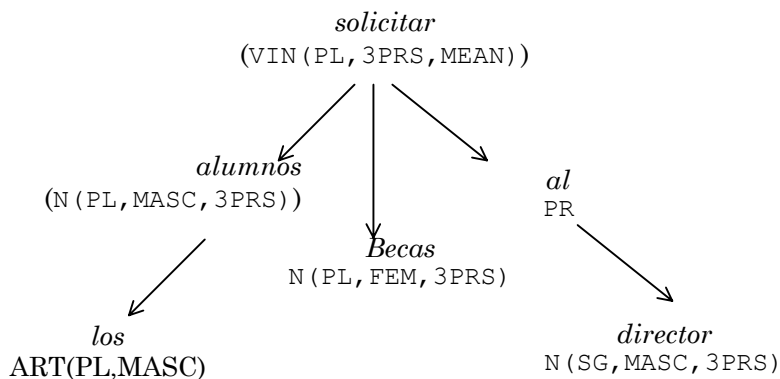 solicitar
(VIN(PL,3PRS,MEAN))
alumnos
(N(PL,MASC,3PRS))
al
PR
Becas
N(PL,FEM,3PRS)
los
ART(PL,MASC)
director
N(SG,MASC,3PRS)